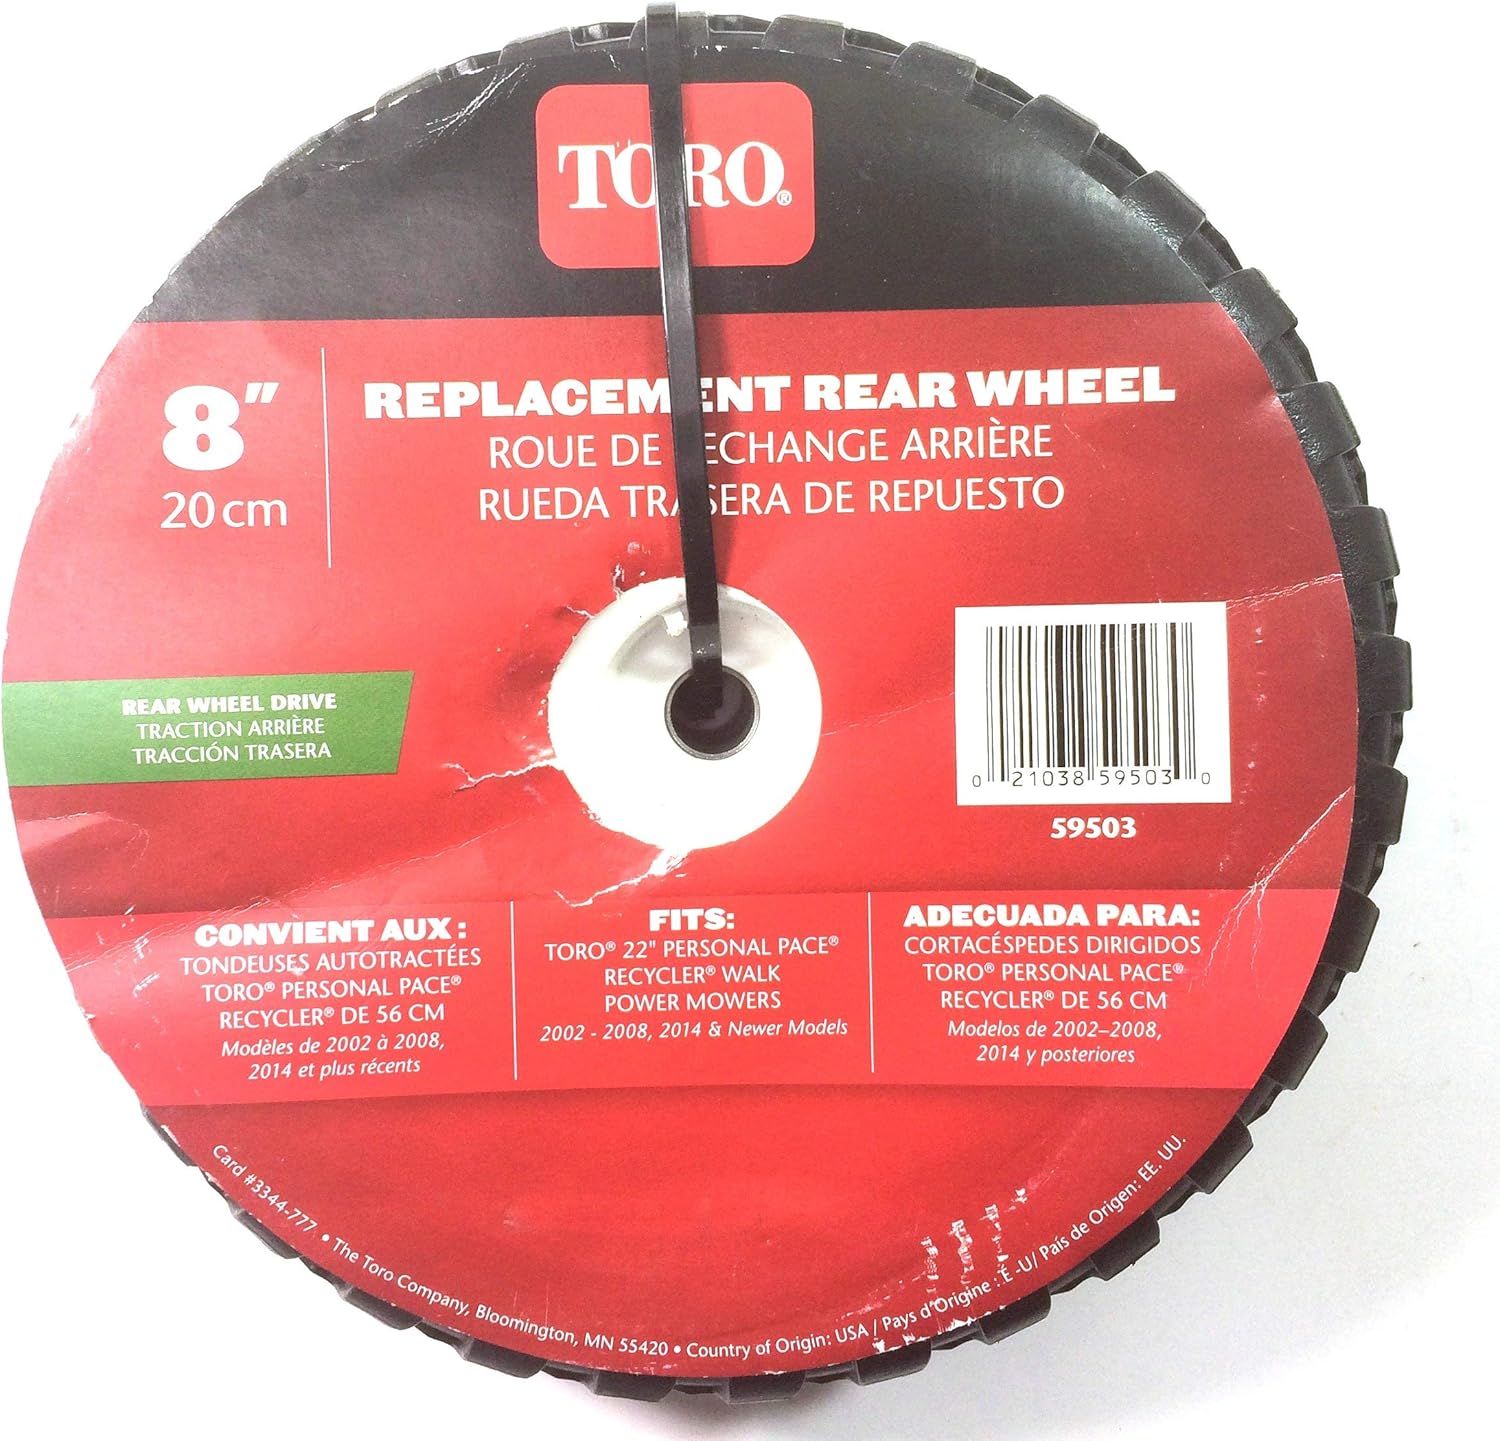 TORO®
8"
20 cm
REPLACEMENT REAR WHEEL
ROUE DE RECHANGE ARRIÈRE
RUEDA TRASERA DE REPUESTO
REAR WHEEL DRIVE
TRACTION ARRIÈRE
TRACCIÓN TRASERA
0 21038 59503 0
59503
CONVIENT AUX :
TONDEUSES AUTOTRACTÉES
TORO® PERSONAL PACE®
RECYCLER® DE 56 CM
Modèles de 2002 à 2008,
2014 et plus récents
FITS:
TORO® 22" PERSONAL PACE®
RECYCLER® WALK
POWER MOWERS
2002 - 2008, 2014 & Newer Models
ADECUADA PARA:
CORTACÉSPEDES DIRIGIDOS
TORO® PERSONAL PACE®
RECYCLER® DE 56 CM
Modelos de 2002–2008,
2014 y posteriores
Card #3344-777 • The Toro Company, Bloomington, MN 55420 • Country of Origin: USA / Pays d'Origine : É-U/ País de Origen: EE. UU.